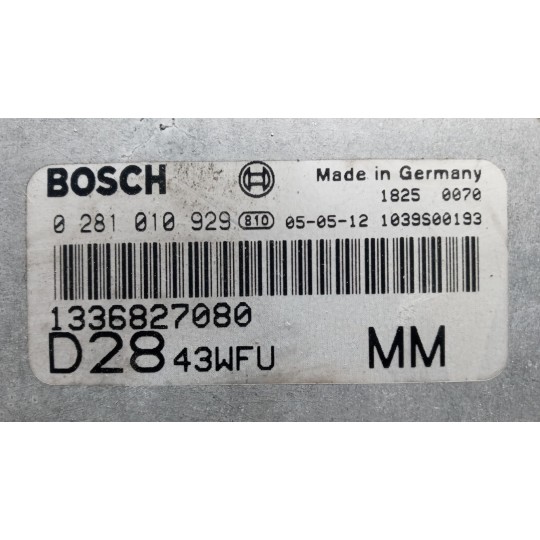 BOSCH Made in Germany
1825 0070
0 281 010 929 810 05-05-12 1039S00193
1336827080
D28 43WFU MM